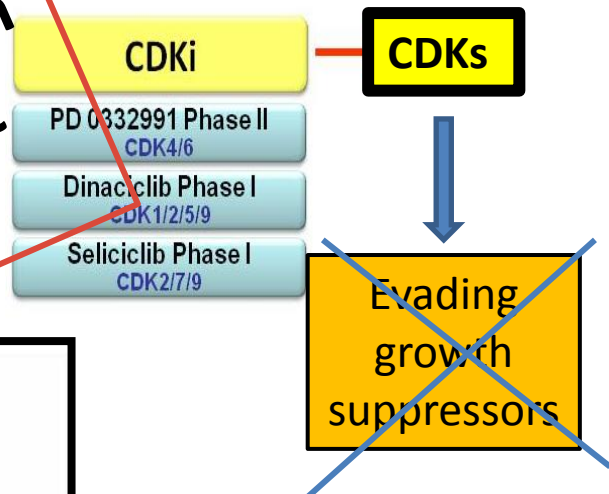 CDKi
CDKs
PD 0332991 Phase II
CDK4/6
Dinaciclib Phase I
CDK1/2/5/9
Seliciclib Phase I
CDK2/7/9
Evading
growth
suppressors